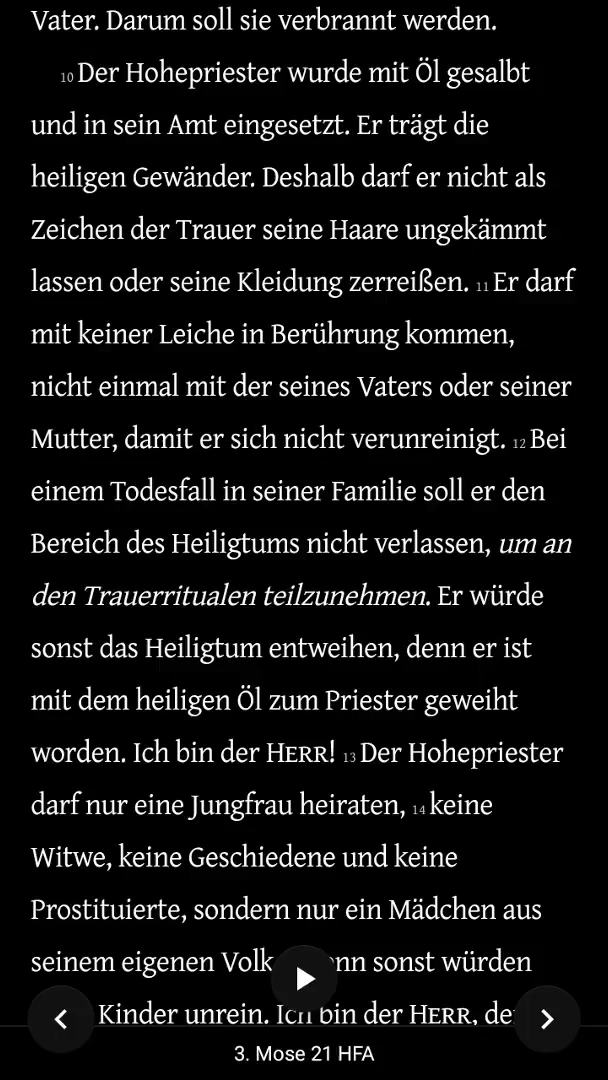 Vater. Darum soll sie verbrannt werden.
10 Der Hohepriester wurde mit Öl gesalbt
und in sein Amt eingesetzt. Er trägt die
heiligen Gewänder. Deshalb darf er nicht als
Zeichen der Trauer seine Haare ungekämmt
lassen oder seine Kleidung zerreißen. 11 Er darf
mit keiner Leiche in Berührung kommen,
nicht einmal mit der seines Vaters oder seiner
Mutter, damit er sich nicht verunreinigt. 12 Bei
einem Todesfall in seiner Familie soll er den
Bereich des Heiligtums nicht verlassen, um an
den Trauerritualen teilzunehmen. Er würde
sonst das Heiligtum entweihen, denn er ist
mit dem heiligen Öl zum Priester geweiht
worden. Ich bin der HERR! 13 Der Hohepriester
darf nur eine Jungfrau heiraten, 14 keine
Witwe, keine Geschiedene und keine
Prostituierte, sondern nur ein Mädchen aus
seinem eigenen Volk sonst würden
Kinder unrein. Ich bin der HERR,
3. Mose 21 HFA